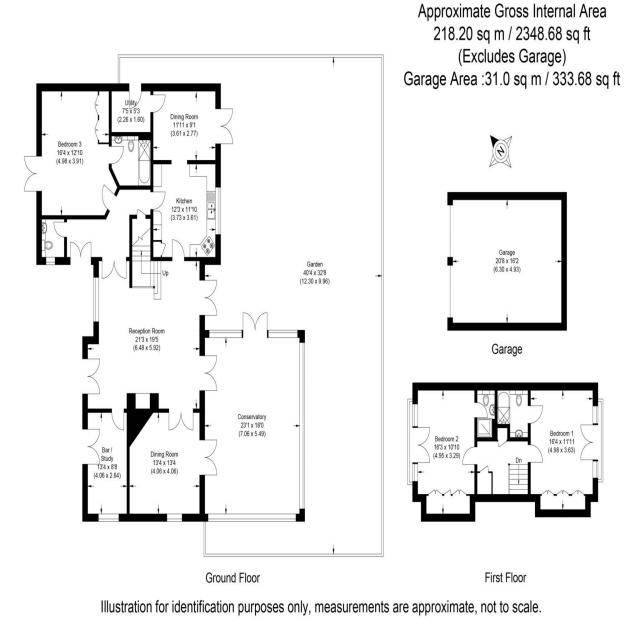 Approximate Gross Internal Area
218.20 sq m / 2348.68 sq ft
(Excludes Garage)
Garage Area :31.0 sq m / 333.68 sq ft
Utility
7'5 x 5'3
(2.26 x 1.60)
Dining Room
11'11 x 9'1
(3.61 x 2.77)
Bedroom 3
16'4 x 12'10
(4.98 x 3.91)
N
Kitchen
12'3 x 11'10
(3.73 x 3.61)
Up
Garden
40'4 x 32'8
(12.30 x 9.96)
Garage
20'8 x 16'2
(6.30 x 4.93)
Garage
Reception Room
21'3 x 19'5
(6.48 x 5.92)
Conservatory
23'1 x 18'0
(7.06 x 5.49)
Bar /
Study
13'4 x 8'8
(4.06 x 2.64)
Dining Room
13'4 x 13'4
(4.06 x 4.06)
Bedroom 2
16'3 x 10'10
(4.95 x 3.29)
Bedroom 1
16'4 x 11'11
(4.98 x 3.63)
Dn
Ground Floor
First Floor
Illustration for identification purposes only, measurements are approximate, not to scale.